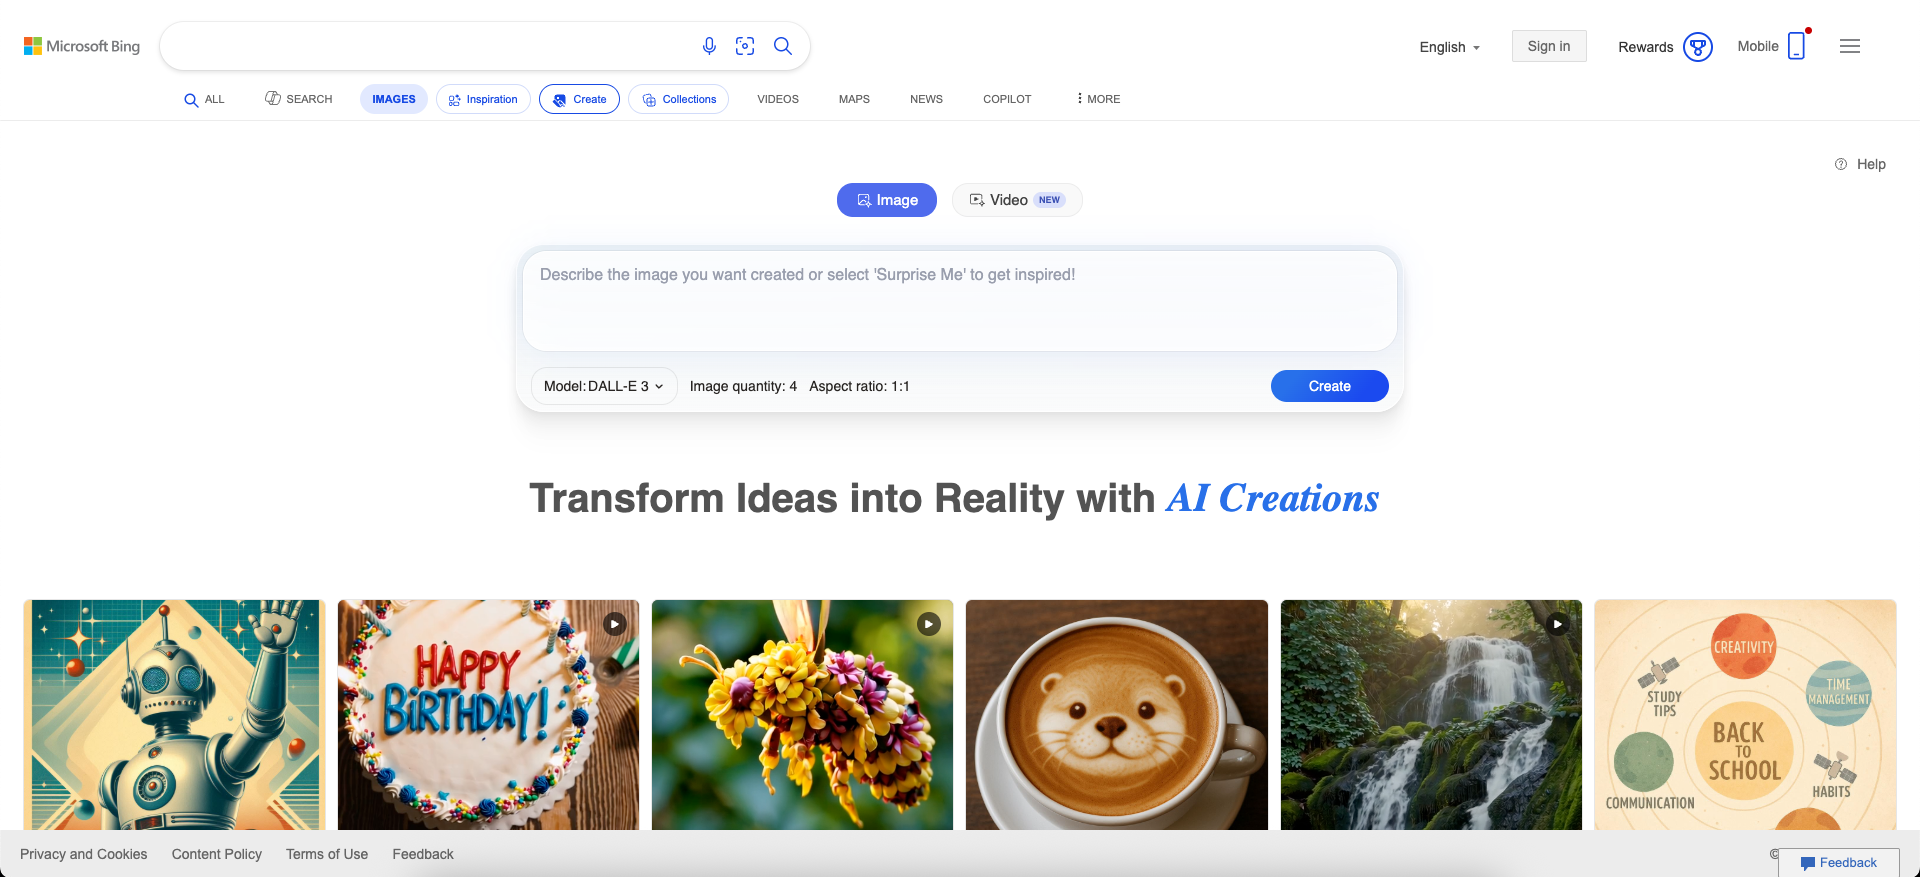 Microsoft Bing
English
Sign in
Rewards
Mobile
ALL
SEARCH
IMAGES
Inspiration
Create
Collections
VIDEOS
MAPS
NEWS
COPILOT
MORE
Help
Image
Video NEW
Describe the image you want created or select 'Surprise Me' to get inspired!
Model: DALL-E 3
Image quantity: 4
Aspect ratio: 1:1
Create
Transform Ideas into Reality with AI Creations
HAPPY
BIRTHDAY!
CREATIVITY
STUDY
TIPS
TIME
MANAGEMENT
BACK
TO
SCHOOL
COMMUNICATION
HABITS
Privacy and Cookies
Content Policy
Terms of Use
Feedback
©
Feedback